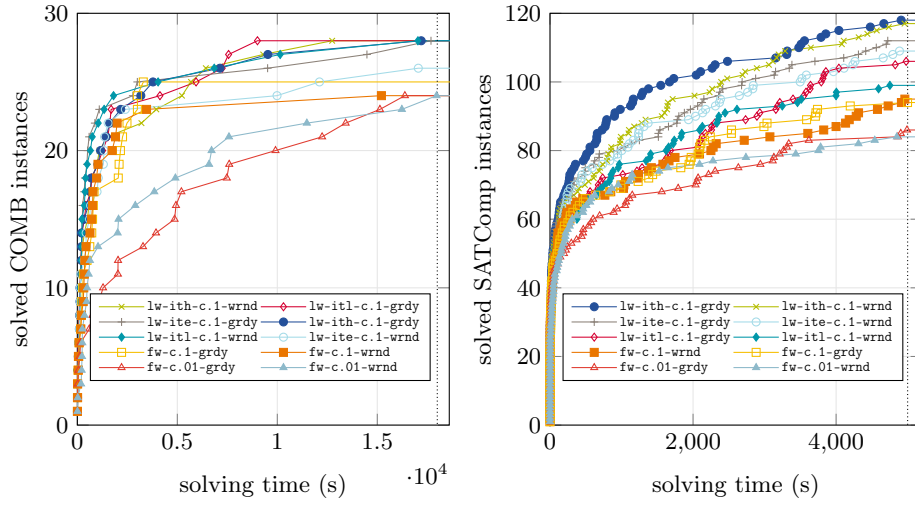 30
20
10
0
solved COMB instances
lw-ith-c.1-wrnd
lw-itl-c.1-grdy
lw-ite-c.1-grdy
lw-ith-c.1-grdy
lw-itl-c.1-wrnd
lw-ite-c.1-wrnd
fw-c.1-grdy
fw-c.1-wrnd
fw-c.01-grdy
fw-c.01-wrnd
0
0.5
1
1.5
·10^4
solving time (s)
120
100
80
60
40
20
0
solved SATComp instances
lw-ith-c.1-grdy
lw-ith-c.1-wrnd
lw-ite-c.1-grdy
lw-ite-c.1-wrnd
lw-itl-c.1-grdy
lw-itl-c.1-wrnd
fw-c.1-wrnd
fw-c.1-grdy
fw-c.01-grdy
fw-c.01-wrnd
0
2,000
4,000
solving time (s)